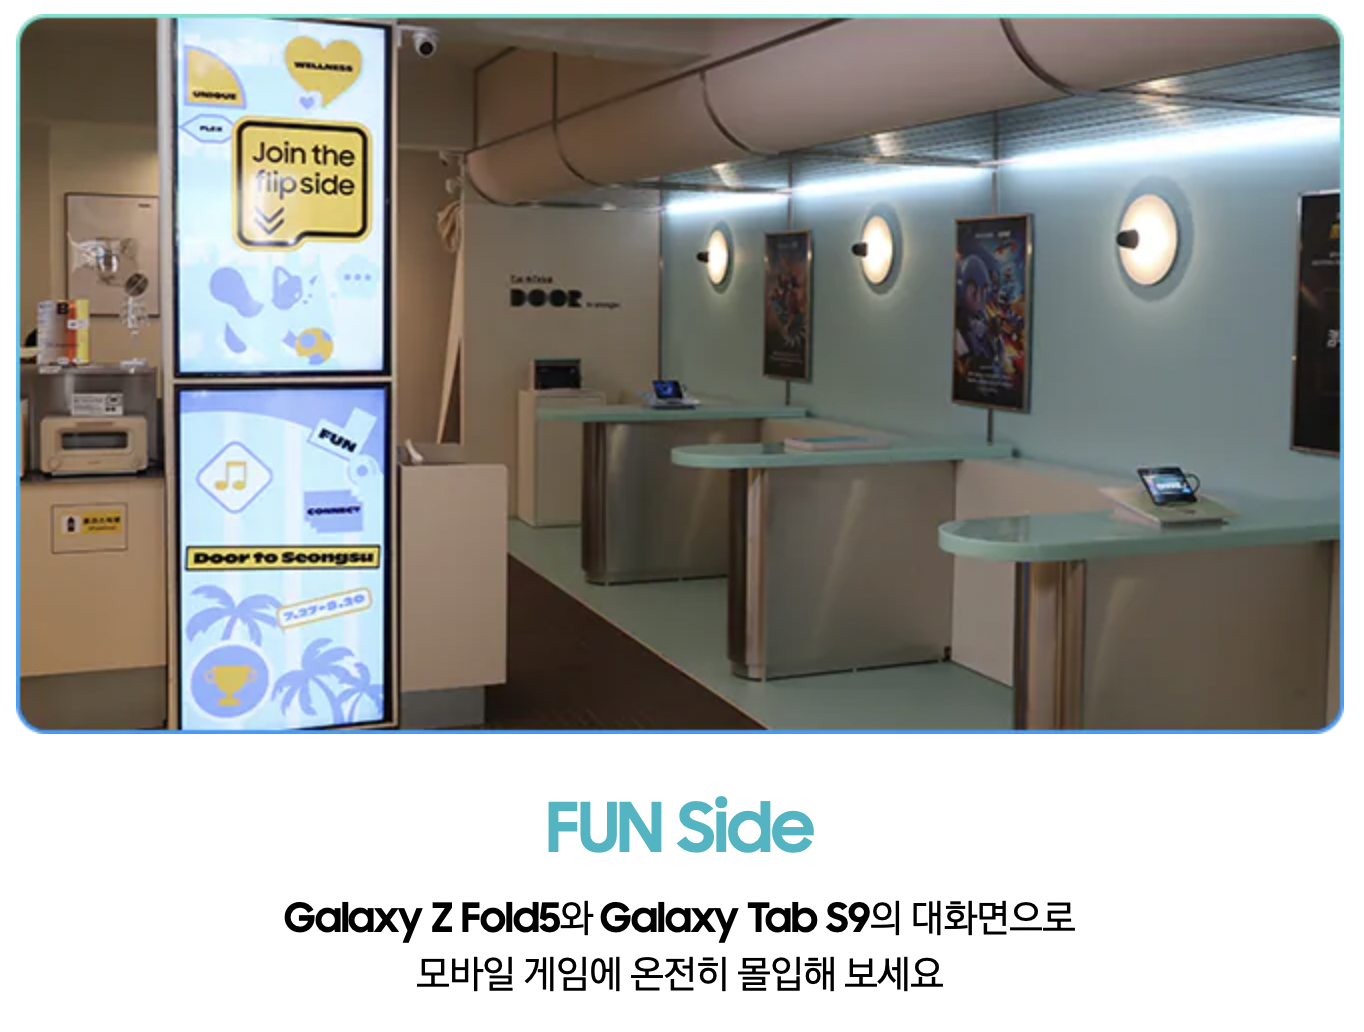 UNIQUE
WELLNESS
FLEX
Join the
flip side
FUN
CONNECT
Door to Seongsu
7.27-8.20
DOOR
FUN Side
Galaxy Z Fold5와 Galaxy Tab S9의 대화면으로
모바일 게임에 온전히 몰입해 보세요